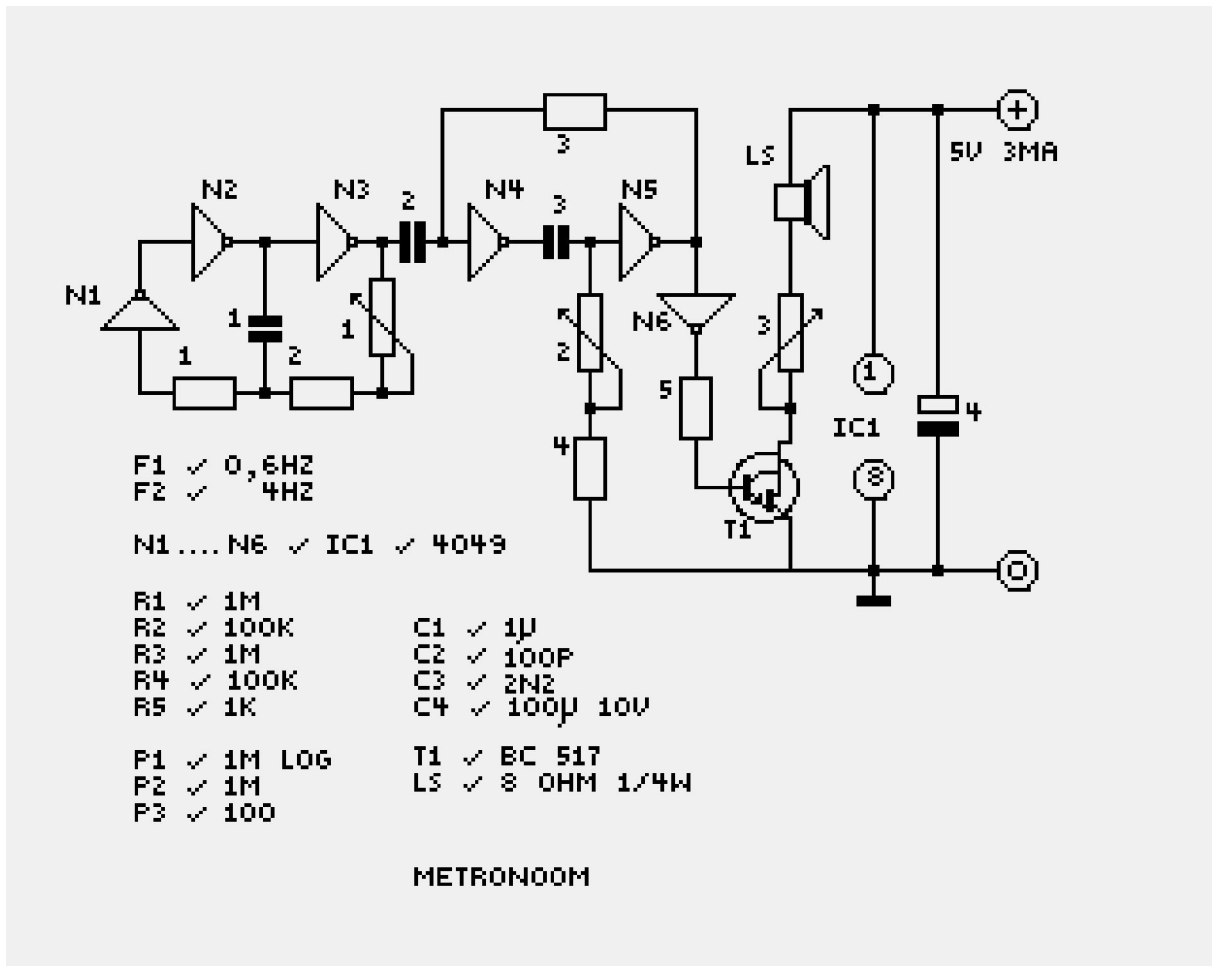 3
LS
5V 3MA
N2
N3
2
N4
3
N5
N1
1
1
2
N6
3
1
1
2
5
4
IC1
4
8
T1
F1 ✓ 0,6HZ
F2 ✓ 4HZ
N1....N6 ✓ IC1 ✓ 4049
R1 ✓ 1M
R2 ✓ 100K
R3 ✓ 1M
R4 ✓ 100K
R5 ✓ 1K
C1 ✓ 1µ
C2 ✓ 100P
C3 ✓ 2N2
C4 ✓ 100µ 10V
P1 ✓ 1M LOG
P2 ✓ 1M
P3 ✓ 100
T1 ✓ BC 517
LS ✓ 8 OHM 1/4W
METRONOOM